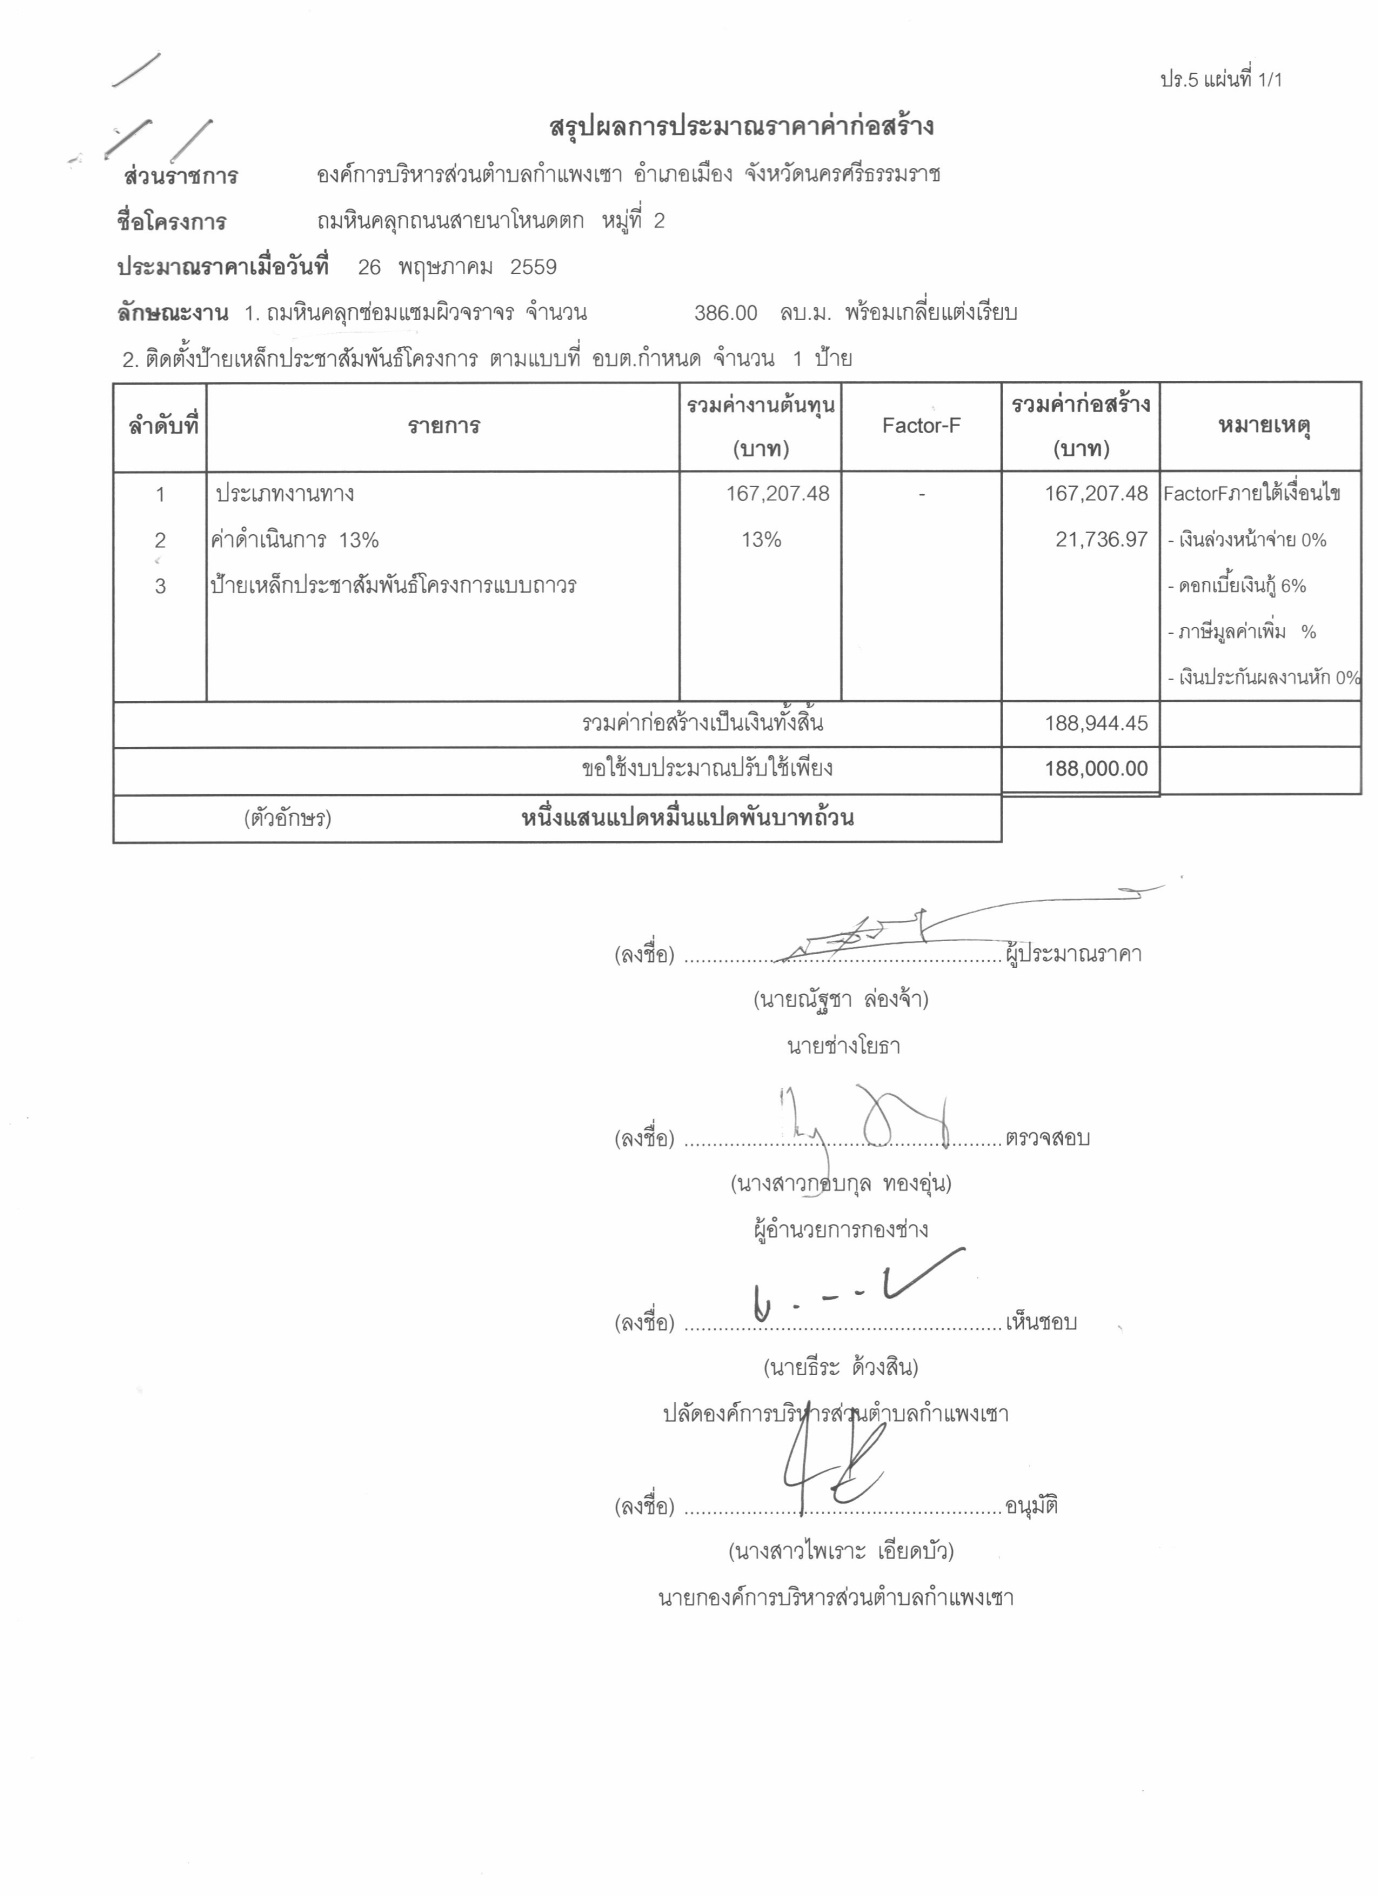 ปร.5 แผ่นที่ 1/1
สรุปผลการประมาณราคาค่าก่อสร้าง
ส่วนราชการ องค์การบริหารส่วนตำบลกำแพงเซา อำเภอเมือง จังหวัดนครศรีธรรมราช
ชื่อโครงการ ถมหินคลุกถนนสายนาโหนดตก หมู่ที่ 2
ประมาณราคาเมื่อวันที่ 26 พฤษภาคม 2559
ลักษณะงาน 1. ถมหินคลุกซ่อมแซมผิวจราจร จำนวน 386.00 ลบ.ม. พร้อมเกลี่ยแต่งเรียบ
2. ติดตั้งป้ายเหล็กประชาสัมพันธ์โครงการ ตามแบบที่ อบต.กำหนด จำนวน 1 ป้าย
ลำดับที่ รายการ รวมค่างานต้นทุน (บาท) Factor-F รวมค่าก่อสร้าง (บาท) หมายเหตุ
1 ประเภทงานทาง 167,207.48 - 167,207.48 FactorFภายใต้เงื่อนไข
2 ค่าดำเนินการ 13% 13% 21,736.97 - เงินล่วงหน้าจ่าย 0%
3 ป้ายเหล็กประชาสัมพันธ์โครงการแบบถาวร - ดอกเบี้ยเงินกู้ 6%
- ภาษีมูลค่าเพิ่ม %
- เงินประกันผลงานหัก 0%
รวมค่าก่อสร้างเป็นเงินทั้งสิ้น 188,944.45
ขอใช้งบประมาณปรับใช้เพียง 188,000.00
(ตัวอักษร) หนึ่งแสนแปดหมื่นแปดพันบาทถ้วน
(ลงชื่อ) ........................................................ ผู้ประมาณราคา
(นายณัฐชา ล่องจ้า)
นายช่างโยธา
(ลงชื่อ) ........................................................ ตรวจสอบ
(นางสาวกอบกุล ทองอุ่น)
ผู้อำนวยการกองช่าง
(ลงชื่อ) ........................................................ เห็นชอบ
(นายธีระ ด้วงสิน)
ปลัดองค์การบริหารส่วนตำบลกำแพงเซา
(ลงชื่อ) ........................................................ อนุมัติ
(นางสาวไพเราะ เอียดบัว)
นายกองค์การบริหารส่วนตำบลกำแพงเซา